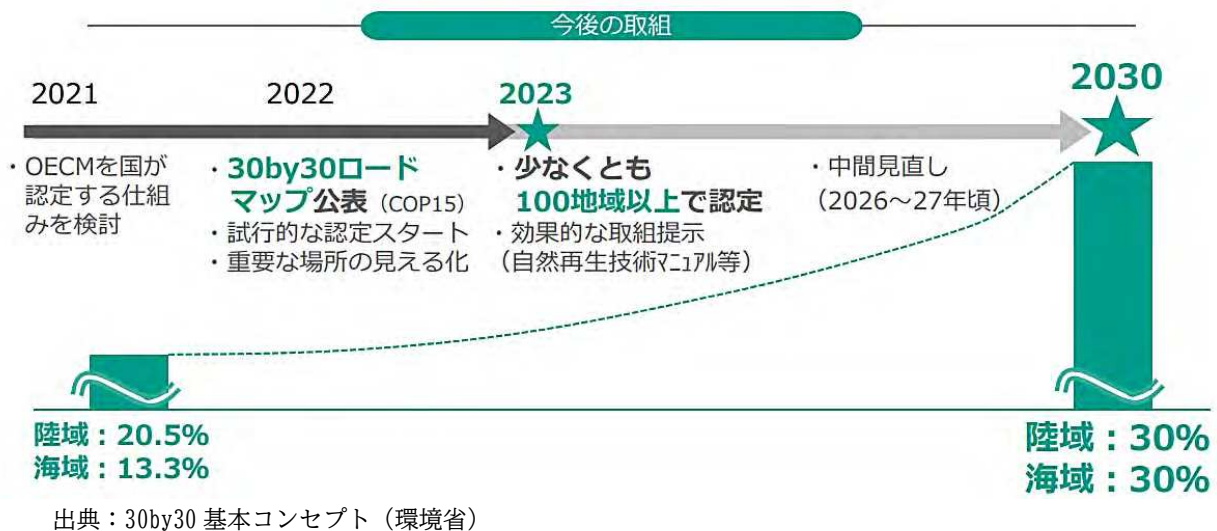 今後の取組
2021
2022
2023
2030
・OECMを国が
認定する仕組
みを検討
・30by30ロード
マップ公表（COP15）
・試行的な認定スタート
・重要な場所の見える化
・少なくとも
100地域以上で認定
・効果的な取組提示
（自然再生技術ﾏﾆｭｱﾙ等）
・中間見直し
（2026～27年頃）
陸域：20.5%
海域：13.3%
陸域：30%
海域：30%
出典：30by30 基本コンセプト（環境省）